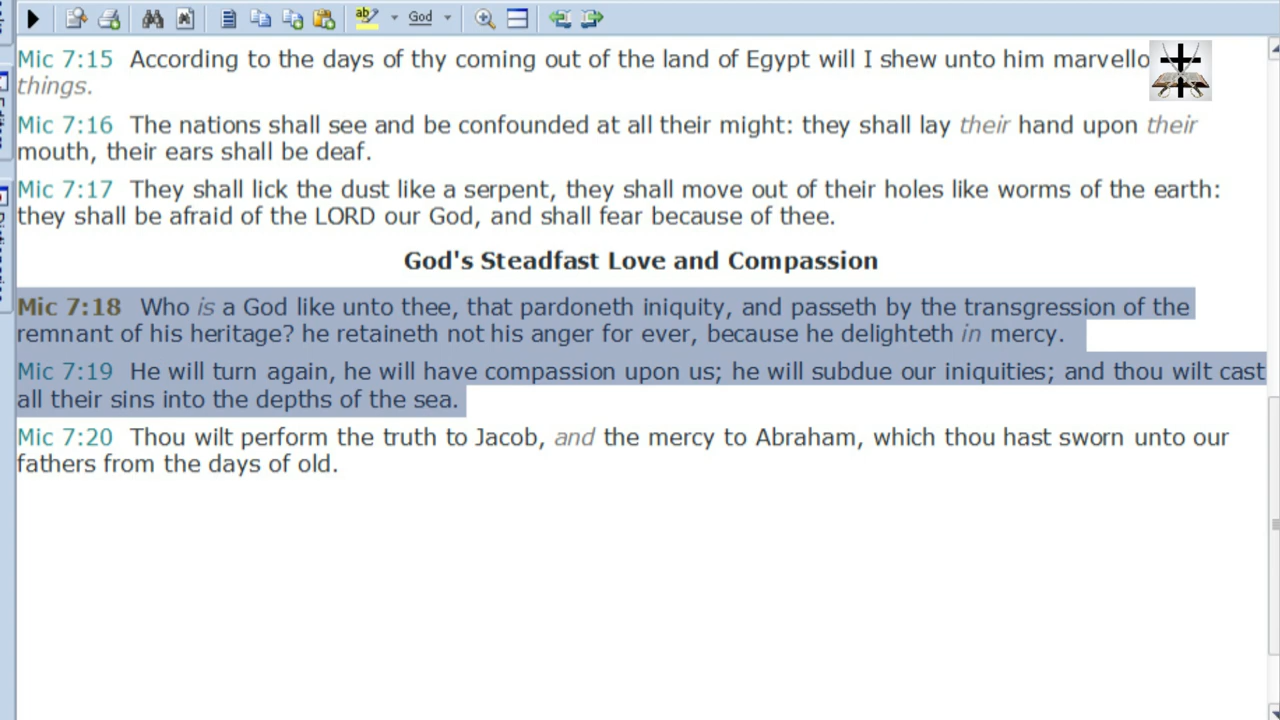 God
Mic 7:15 According to the days of thy coming out of the land of Egypt will I shew unto him marvello
things.
Mic 7:16 The nations shall see and be confounded at all their might: they shall lay their hand upon their
mouth, their ears shall be deaf.
Mic 7:17 They shall lick the dust like a serpent, they shall move out of their holes like worms of the earth:
they shall be afraid of the LORD our God, and shall fear because of thee.
God's Steadfast Love and Compassion
Mic 7:18 Who is a God like unto thee, that pardoneth iniquity, and passeth by the transgression of the
remnant of his heritage? he retaineth not his anger for ever, because he delighteth in mercy.
Mic 7:19 He will turn again, he will have compassion upon us; he will subdue our iniquities; and thou wilt cast
all their sins into the depths of the sea.
Mic 7:20 Thou wilt perform the truth to Jacob, and the mercy to Abraham, which thou hast sworn unto our
fathers from the days of old.